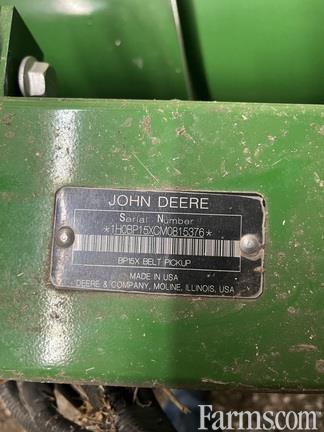 JOHN DEERE
Serial Number
*1H0BP15XCM0815376*
BP15X BELT PICKUP
MADE IN USA
DEERE & COMPANY, MOLINE, ILLINOIS, USA
Farms.com®